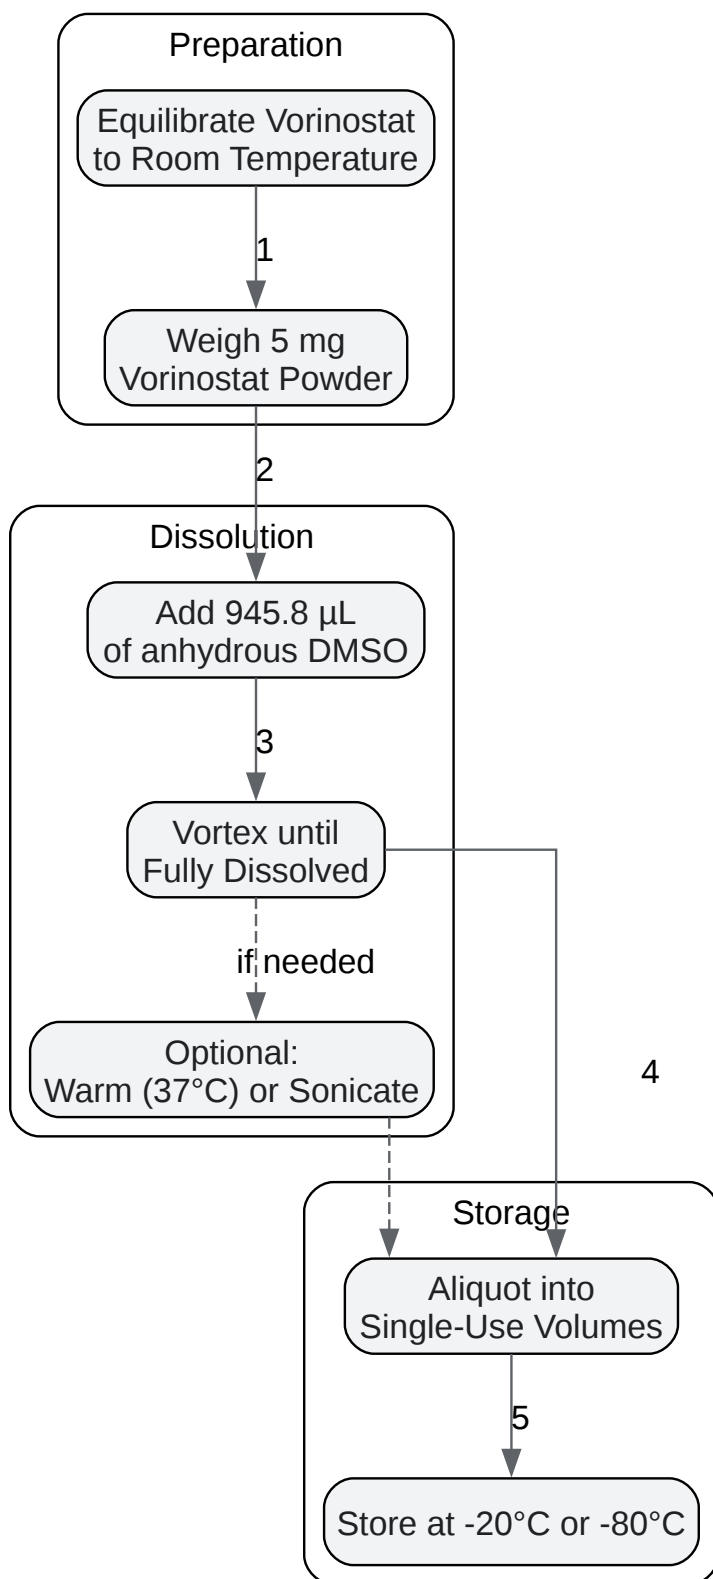 Preparation
Equilibrate Vorinostat
to Room Temperature
1
Weigh 5 mg
Vorinostat Powder
2
Dissolution
Add 945.8 µL
of anhydrous DMSO
3
Vortex until
Fully Dissolved
if needed
Optional:
Warm (37°C) or Sonicate
4
Storage
Aliquot into
Single-Use Volumes
5
Store at -20°C or -80°C